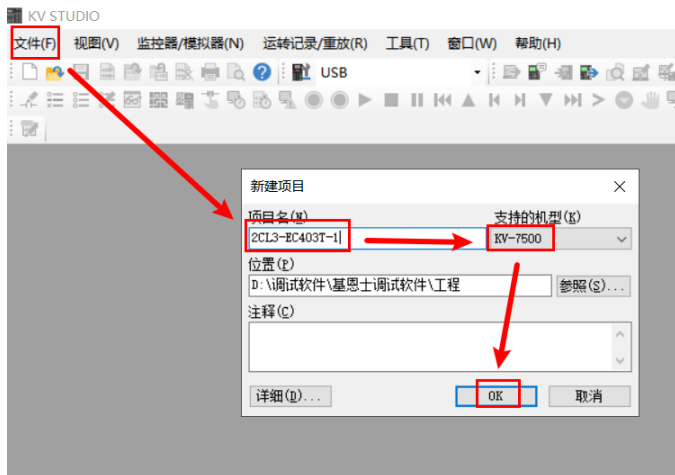 KV STUDIO
文件(F) 视图(V) 监控器/模拟器(N) 运转记录/重放(R) 工具(T) 窗口(W) 帮助(H)
USB
新建项目
项目名(N) 支持的机型(K)
2CL3-EC403T-1 KV-7500
位置(P)
D:\调试软件\基恩士调试软件\工程 参照(S)...
注释(C)
详细(D)... OK 取消